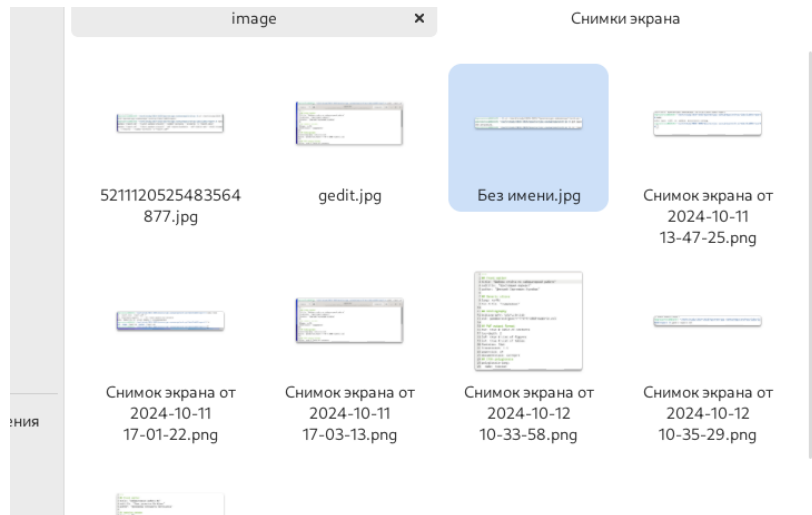 image × Снимки экрана
5211120525483564
877.jpg
gedit.jpg
Без имени.jpg
Снимок экрана от
2024-10-11
13-47-25.png
Снимок экрана от
2024-10-11
17-01-22.png
Снимок экрана от
2024-10-11
17-03-13.png
Снимок экрана от
2024-10-12
10-33-58.png
Снимок экрана от
2024-10-12
10-35-29.png
ения